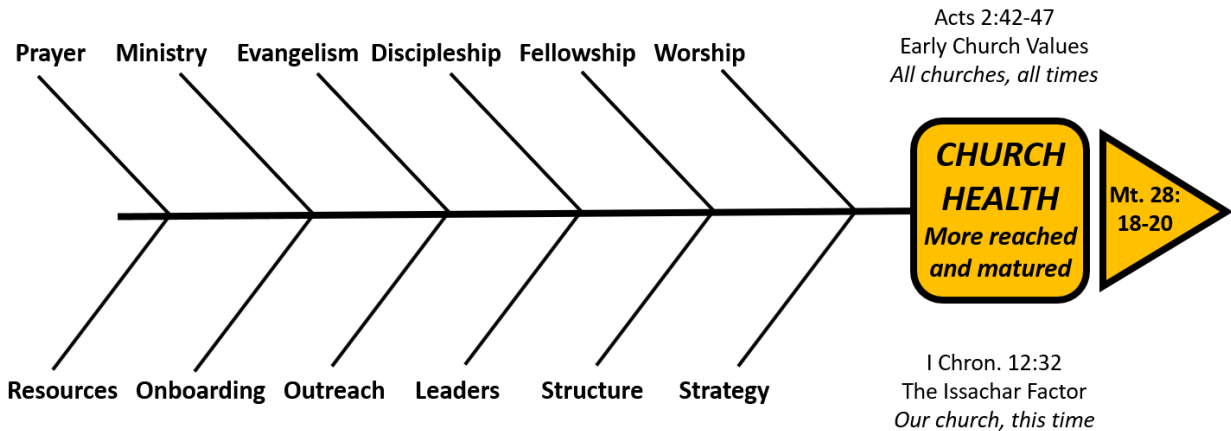 Acts 2:42-47
Early Church Values
All churches, all times
Prayer Ministry Evangelism Discipleship Fellowship Worship
CHURCH
HEALTH
More reached
and matured
Mt. 28:
18-20
Resources Onboarding Outreach Leaders Structure Strategy
I Chron. 12:32
The Issachar Factor
Our church, this time